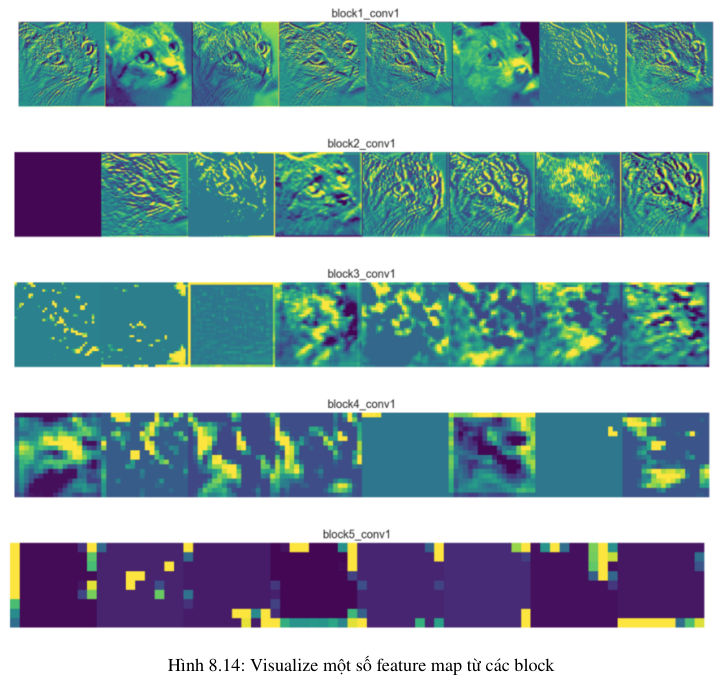 block1_conv1
block2_conv1
block3_conv1
block4_conv1
block5_conv1
Hình 8.14: Visualize một số feature map từ các block